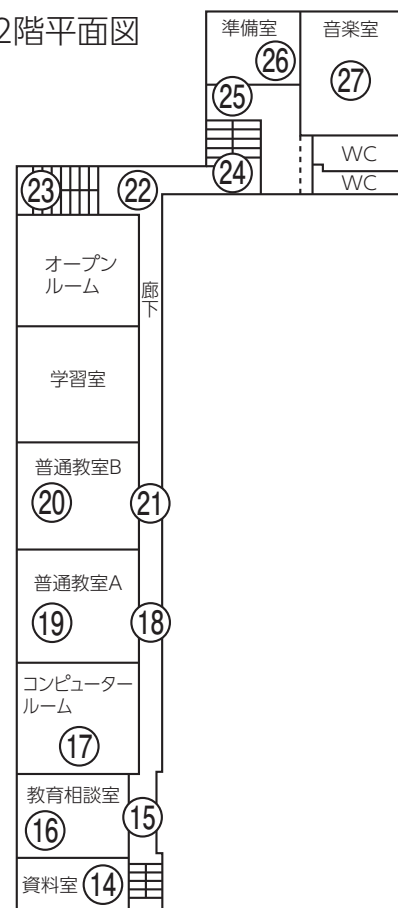 2階平面図
準備室
音楽室
26
27
25
WC
24
WC
23
22
オープン
ルーム
廊下
学習室
普通教室B
20
21
普通教室A
19
18
コンピューター
ルーム
17
教育相談室
16
15
資料室
14